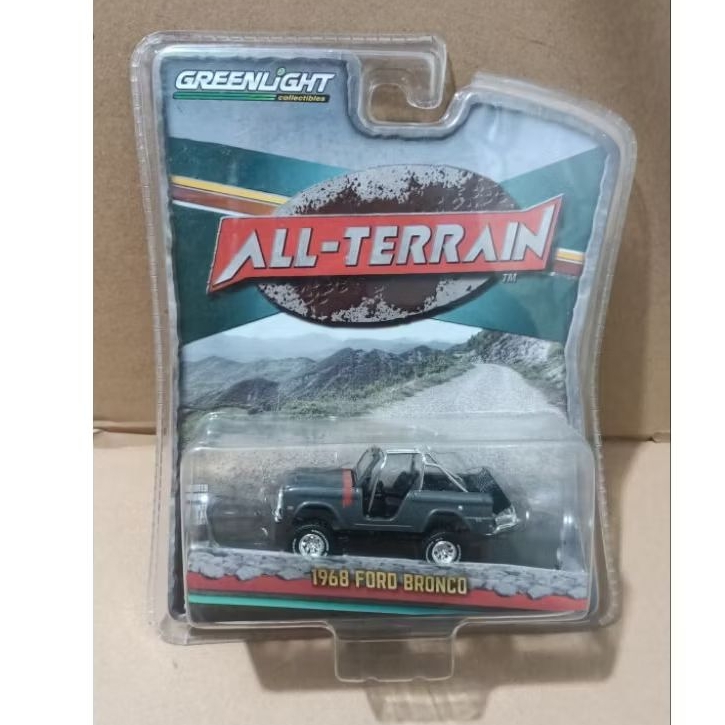 GREENLiGHT
collectibles
ALL-TERRAIN
TM
1968 FORD BRONCO